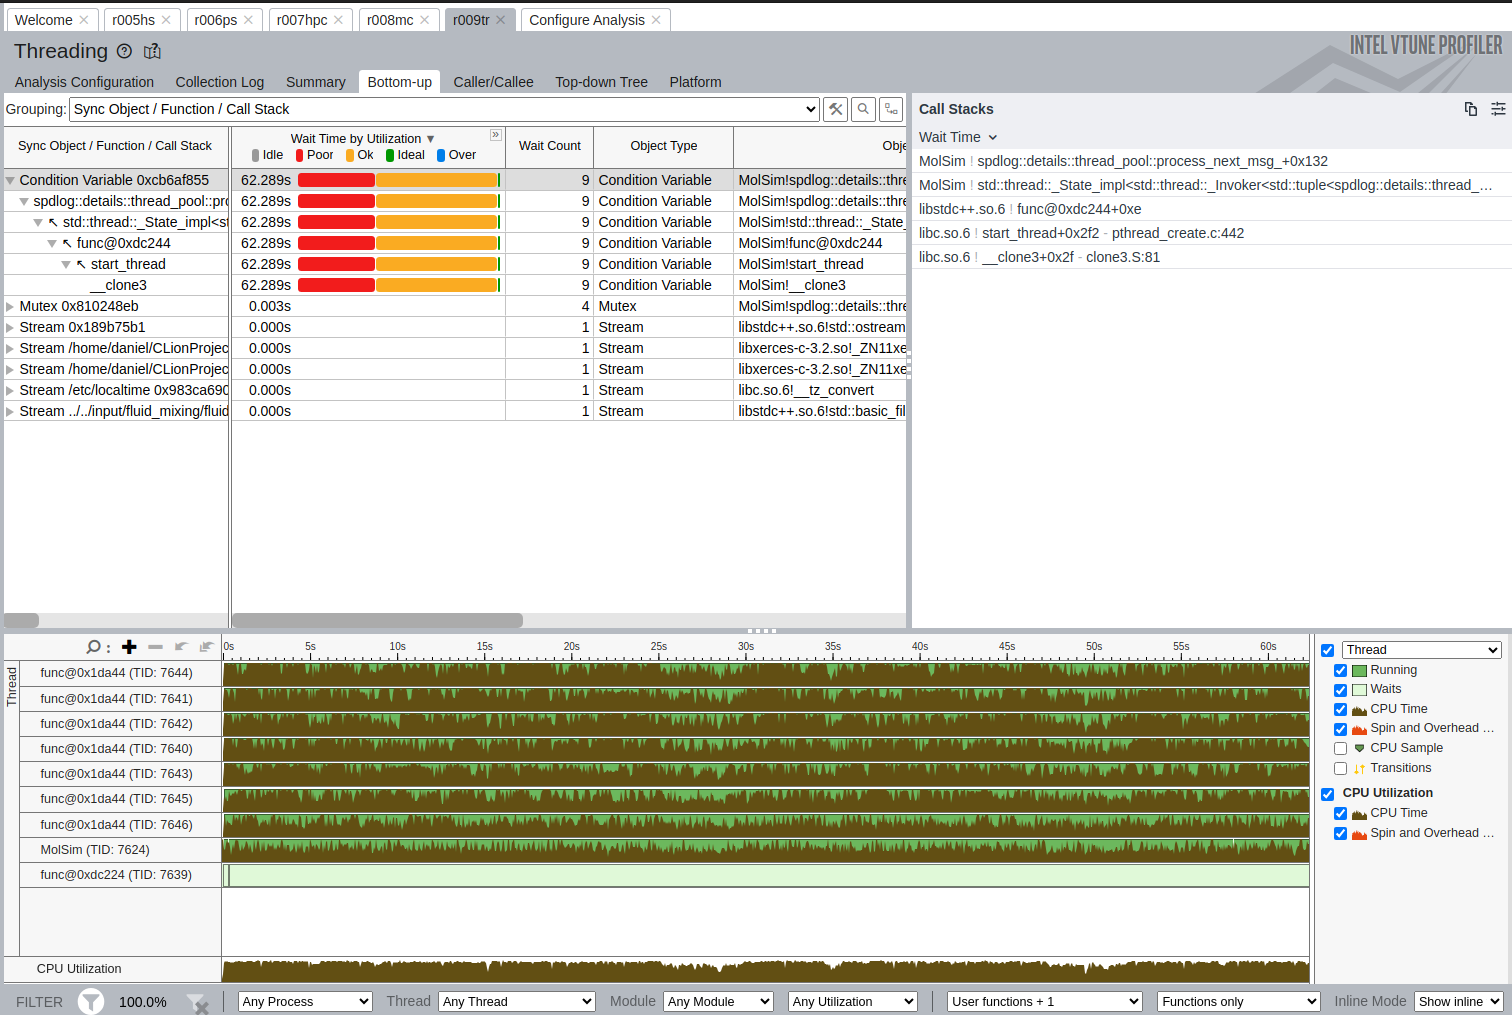 Welcome r005hs r006ps r007hpc r008mc r009tr Configure Analysis
Threading
INTEL VTUNE PROFILER
Analysis Configuration Collection Log Summary Bottom-up Caller/Callee Top-down Tree Platform
Grouping: Sync Object / Function / Call Stack
Sync Object / Function / Call Stack Wait Time by Utilization Wait Count Object Type Obje
Idle Poor Ok Ideal Over
Condition Variable 0xcb6af855 62.289s 9 Condition Variable MolSim!spdlog::details::thre
spdlog::details::thread_pool::pro 62.289s 9 Condition Variable MolSim!spdlog::details::thre
std::thread::_State_impl<st 62.289s 9 Condition Variable MolSim!std::thread::_State_
func@0xdc244 62.289s 9 Condition Variable MolSim!func@0xdc244
start_thread 62.289s 9 Condition Variable MolSim!start_thread
__clone3 62.289s 9 Condition Variable MolSim!__clone3
Mutex 0x810248eb 0.003s 4 Mutex MolSim!spdlog::details::thre
Stream 0x189b75b1 0.000s 1 Stream libstdc++.so.6!std::ostream
Stream /home/daniel/CLionProjec 0.000s 1 Stream libxerces-c-3.2.so!_ZN11xe
Stream /home/daniel/CLionProjec 0.000s 1 Stream libxerces-c-3.2.so!_ZN11xe
Stream /etc/localtime 0x983ca690 0.000s 1 Stream libc.so.6!__tz_convert
Stream ../../input/fluid_mixing/fluid 0.000s 1 Stream libstdc++.so.6!std::basic_fil
Call Stacks
Wait Time
MolSim ! spdlog::details::thread_pool::process_next_msg_+0x132
MolSim ! std::thread::_State_impl<std::thread::_Invoker<std::tuple<spdlog::details::thread_...
libstdc++.so.6 ! func@0xdc244+0xe
libc.so.6 ! start_thread+0x2f2 - pthread_create.c:442
libc.so.6 ! __clone3+0x2f - clone3.S:81
0s 5s 10s 15s 20s 25s 30s 35s 40s 45s 50s 55s 60s
Thread
func@0x1da44 (TID: 7644)
func@0x1da44 (TID: 7641)
func@0x1da44 (TID: 7642)
func@0x1da44 (TID: 7640)
func@0x1da44 (TID: 7643)
func@0x1da44 (TID: 7645)
func@0x1da44 (TID: 7646)
MolSim (TID: 7624)
func@0xdc224 (TID: 7639)
CPU Utilization
Thread
Running
Waits
CPU Time
Spin and Overhead ...
CPU Sample
Transitions
CPU Utilization
CPU Time
Spin and Overhead ...
FILTER 100.0% Any Process Thread Any Thread Module Any Module Any Utilization User functions + 1 Functions only Inline Mode Show inline